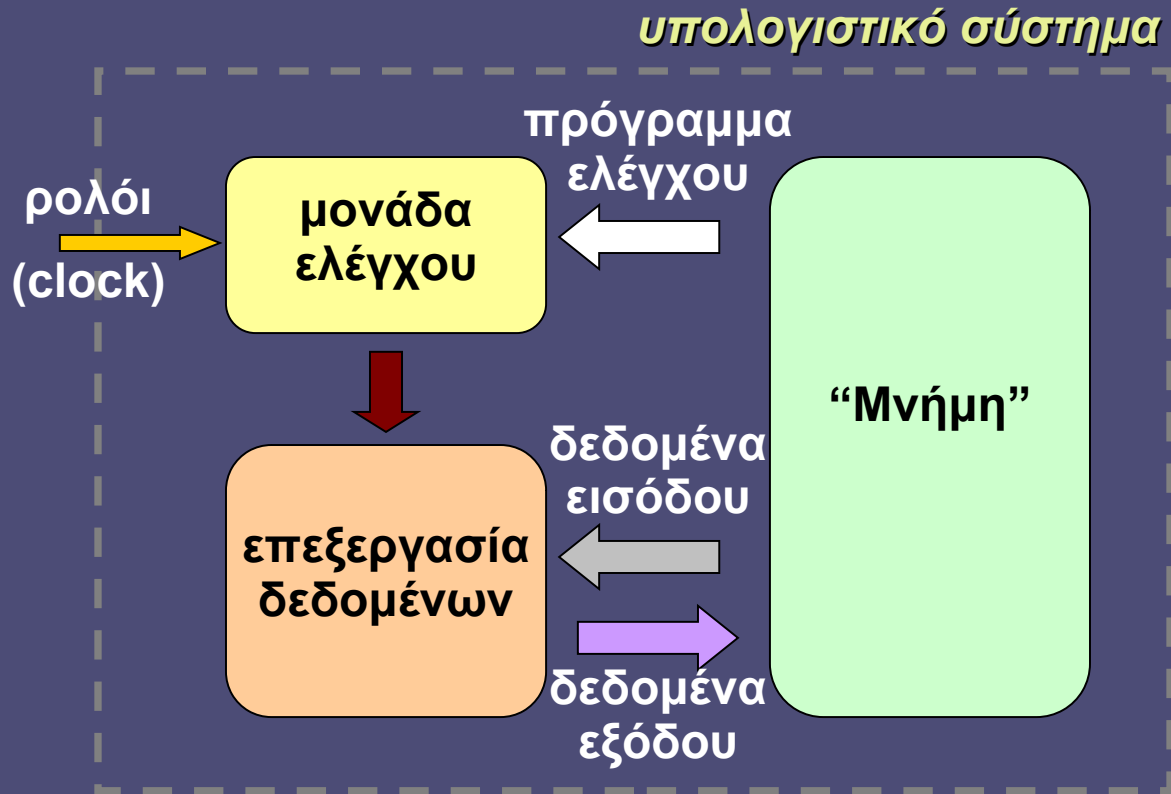 υπολογιστικό σύστημα
πρόγραμμα
ελέγχου
ρολόι
(clock)
μονάδα
ελέγχου
“Μνήμη”
δεδομένα
εισόδου
επεξεργασία
δεδομένων
δεδομένα
εξόδου